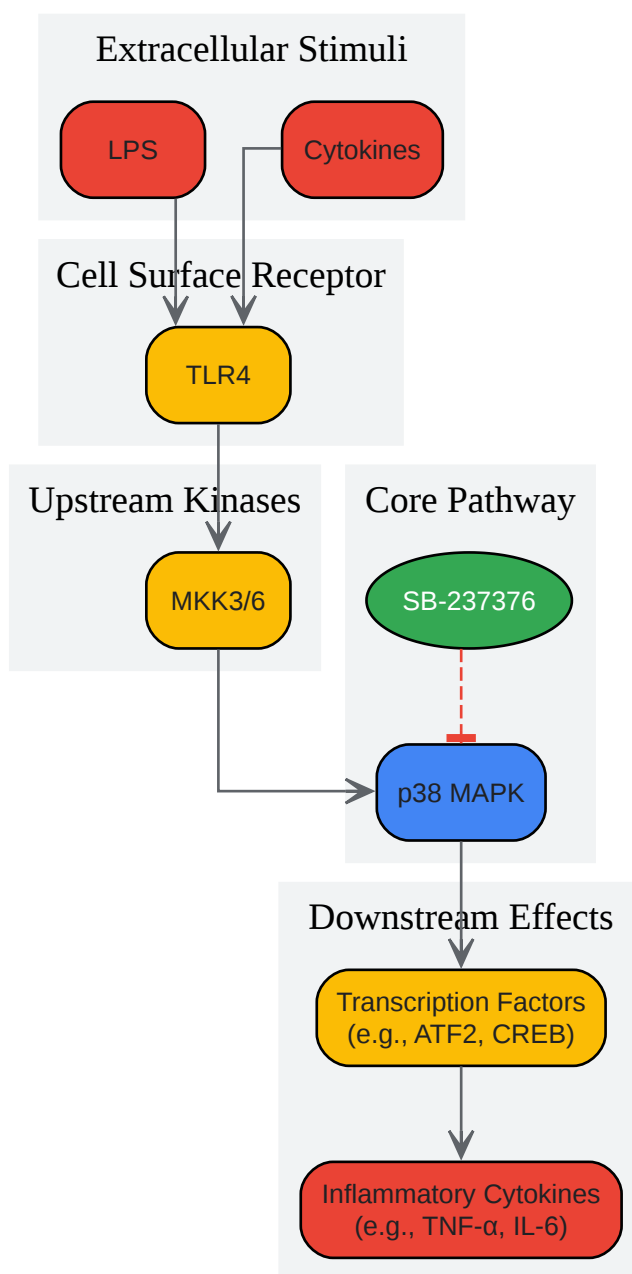 Extracellular Stimuli
LPS
Cytokines
Cell Surface Receptor
TLR4
Upstream Kinases
MKK3/6
Core Pathway
SB-237376
p38 MAPK
Downstream Effects
Transcription Factors
(e.g., ATF2, CREB)
Inflammatory Cytokines
(e.g., TNF-α, IL-6)